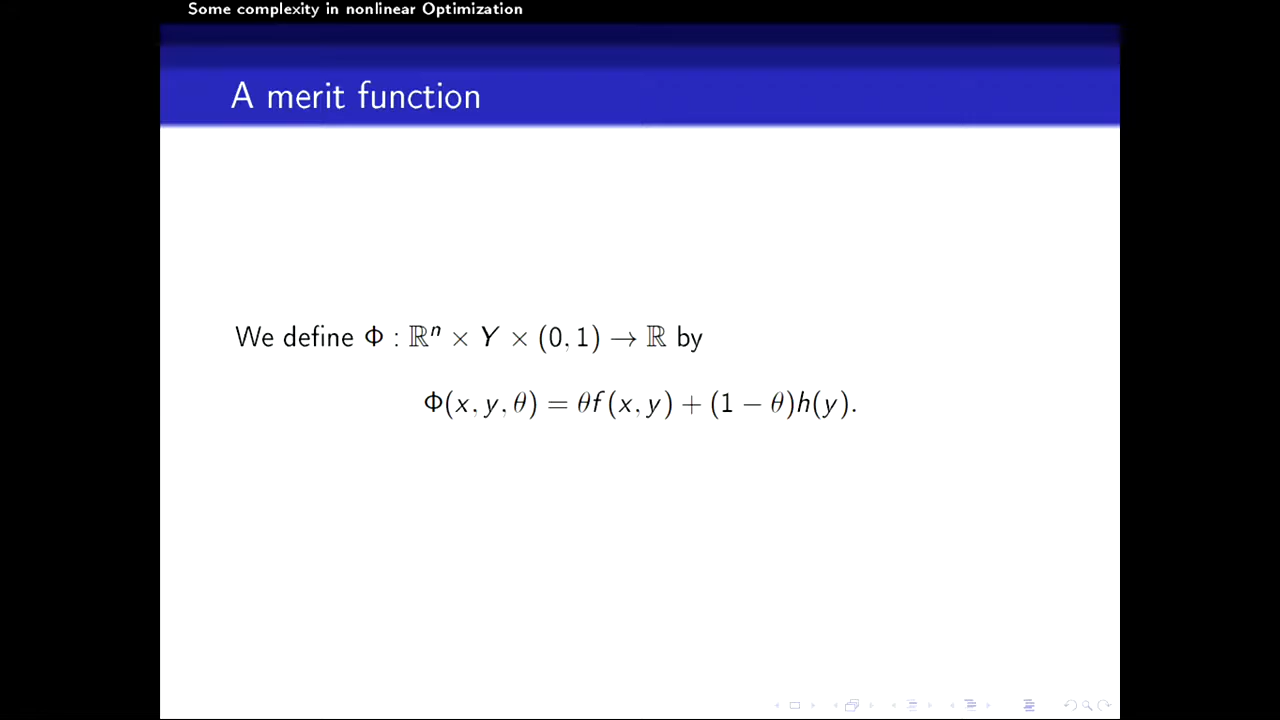 Some complexity in nonlinear Optimization
A merit function
We define Φ : ℝⁿ × Y × (0, 1) → ℝ by
Φ(x, y, θ) = θf(x, y) + (1 − θ)h(y).